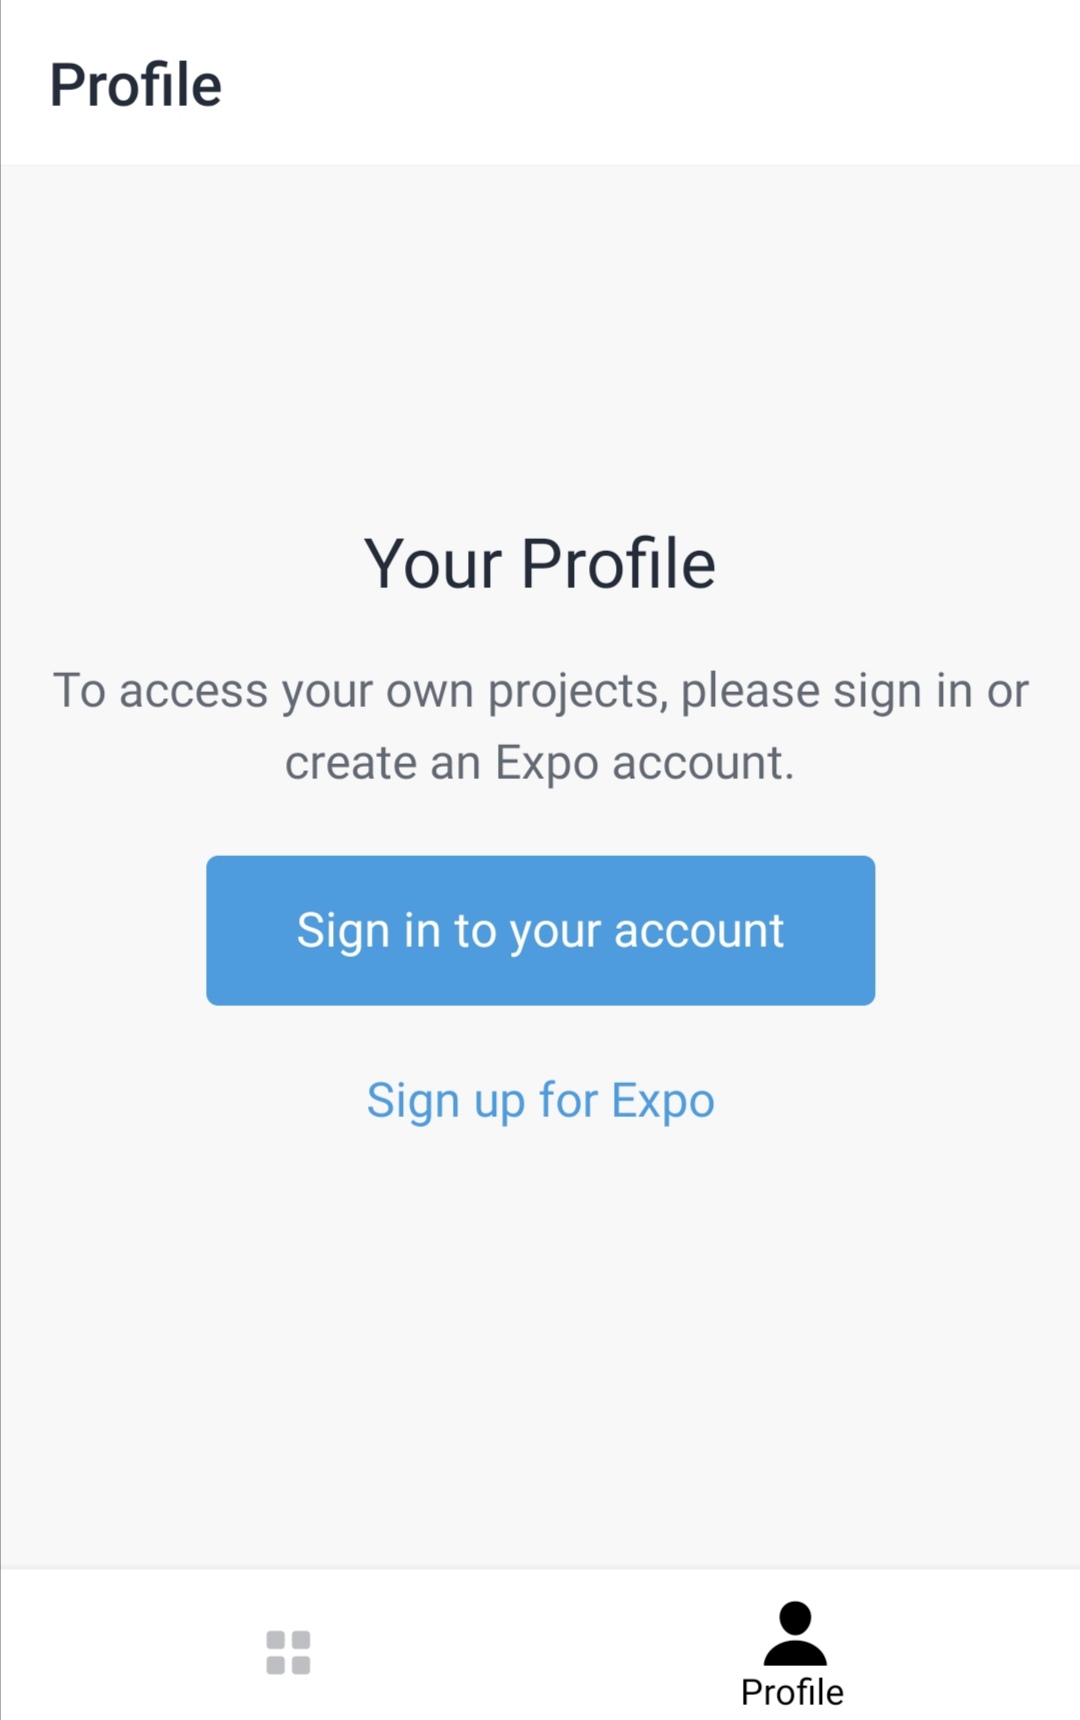 Profile
Your Profile
To access your own projects, please sign in or
create an Expo account.
Sign in to your account
Sign up for Expo
Profile